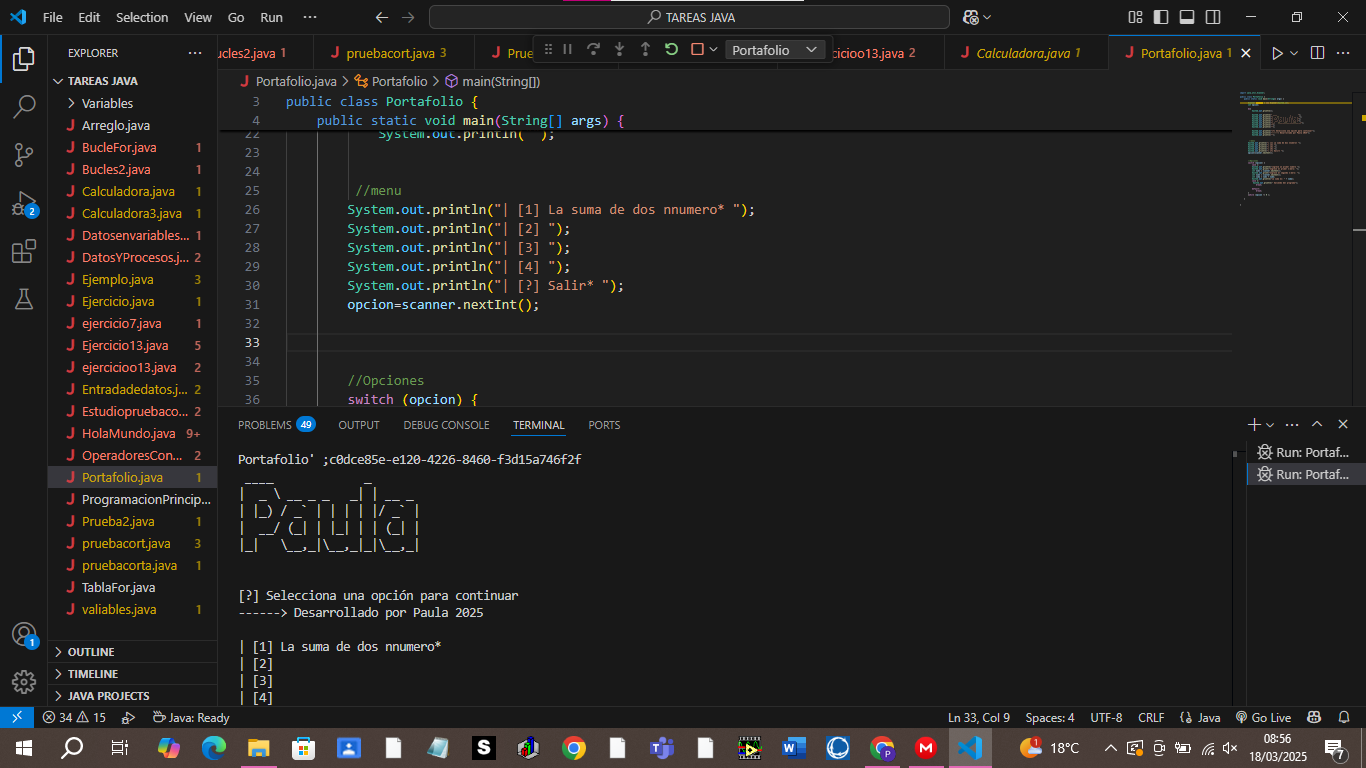 File Edit Selection View Go Run ··· TAREAS JAVA
EXPLORER ···
TAREAS JAVA
Variables
Arreglo.java
BucleFor.java 1
Bucles2.java 1
Calculadora.java 1
Calculadora3.java 1
Datosenvariables... 1
DatosYProcesos.j... 2
Ejemplo.java 3
Ejercicio.java 1
ejercicio7.java 1
Ejercicio13.java 5
ejercicioo13.java 2
Entradadedatos.j... 2
Estudiopruebaco... 2
HolaMundo.java 9+
OperadoresCon... 2
Portafolio.java 1
ProgramacionPrincip...
Prueba2.java 1
pruebacort.java 3
pruebacorta.java 1
TablaFor.java
valiables.java 1
OUTLINE
TIMELINE
JAVA PROJECTS
2
1
ucles2.java 1 pruebacort.java 3 Prue Portafolio cicioo13.java 2 Calculadora.java 1 Portafolio.java 1
Portafolio.java > Portafolio > main(String[])
3 public class Portafolio {
4 public static void main(String[] args) {
22 System.out.println(" ");
23
24
25 //menu
26 System.out.println("| [1] La suma de dos nnumero* ");
27 System.out.println("| [2] ");
28 System.out.println("| [3] ");
29 System.out.println("| [4] ");
30 System.out.println("| [?] Salir* ");
31 opcion=scanner.nextInt();
32
33
34
35 //Opciones
36 switch (opcion) {
PROBLEMS 49 OUTPUT DEBUG CONSOLE TERMINAL PORTS
Portafolio' ;c0dce85e-e120-4226-8460-f3d15a746f2f
Paula
[?] Selecciona una opción para continuar
------> Desarrollado por Paula 2025
| [1] La suma de dos nnumero*
| [2]
| [3]
| [4]
Run: Portaf...
Run: Portaf...
34 15 Java: Ready Ln 33, Col 9 Spaces: 4 UTF-8 CRLF {} Java Go Live
18°C 08:56
18/03/2025
7